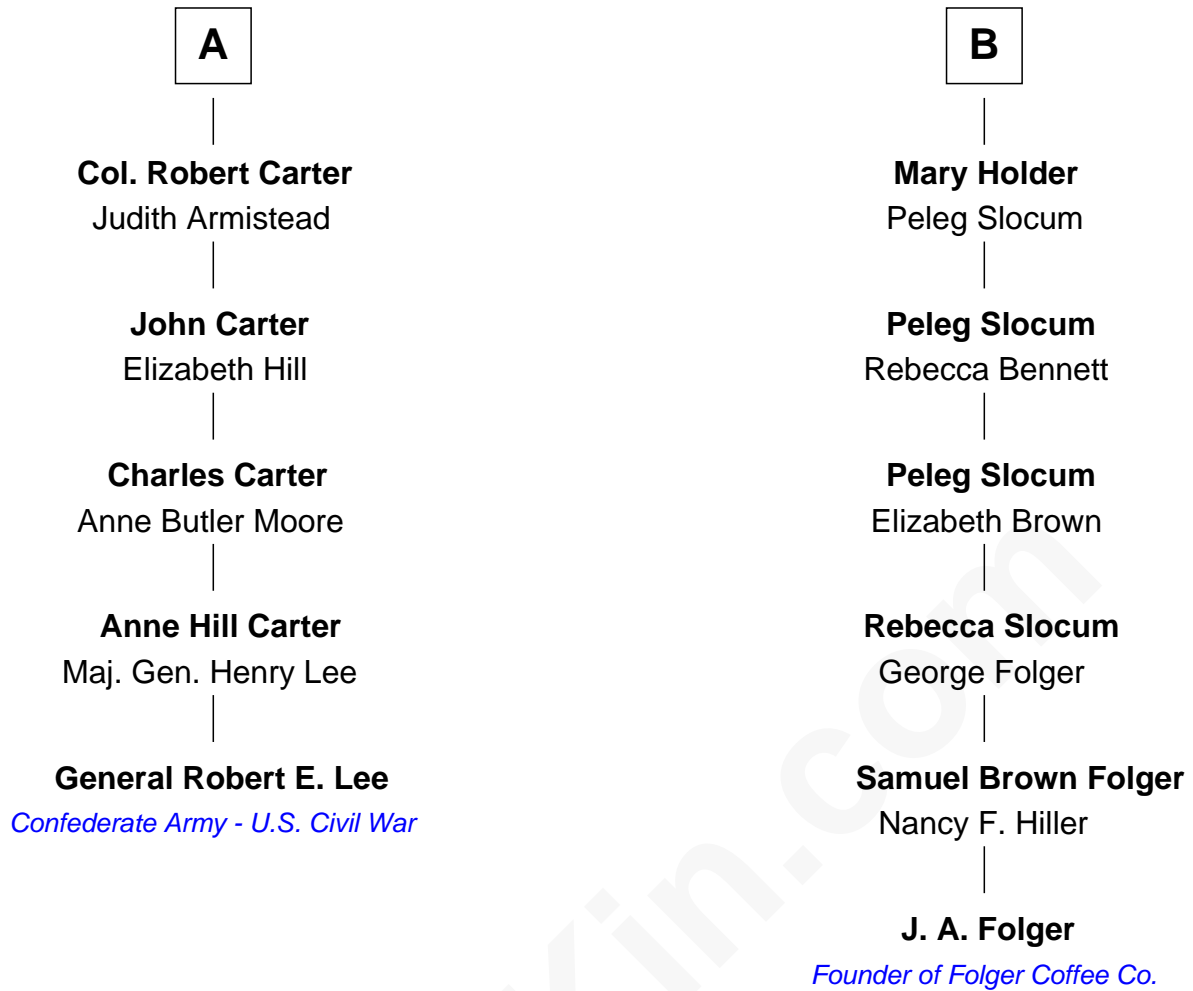 A
Col. Robert Carter
Judith Armistead
John Carter
Elizabeth Hill
Charles Carter
Anne Butler Moore
Anne Hill Carter
Maj. Gen. Henry Lee
General Robert E. Lee
Confederate Army - U.S. Civil War
B
Mary Holder
Peleg Slocum
Peleg Slocum
Rebecca Bennett
Peleg Slocum
Elizabeth Brown
Rebecca Slocum
George Folger
Samuel Brown Folger
Nancy F. Hiller
J. A. Folger
Founder of Folger Coffee Co.